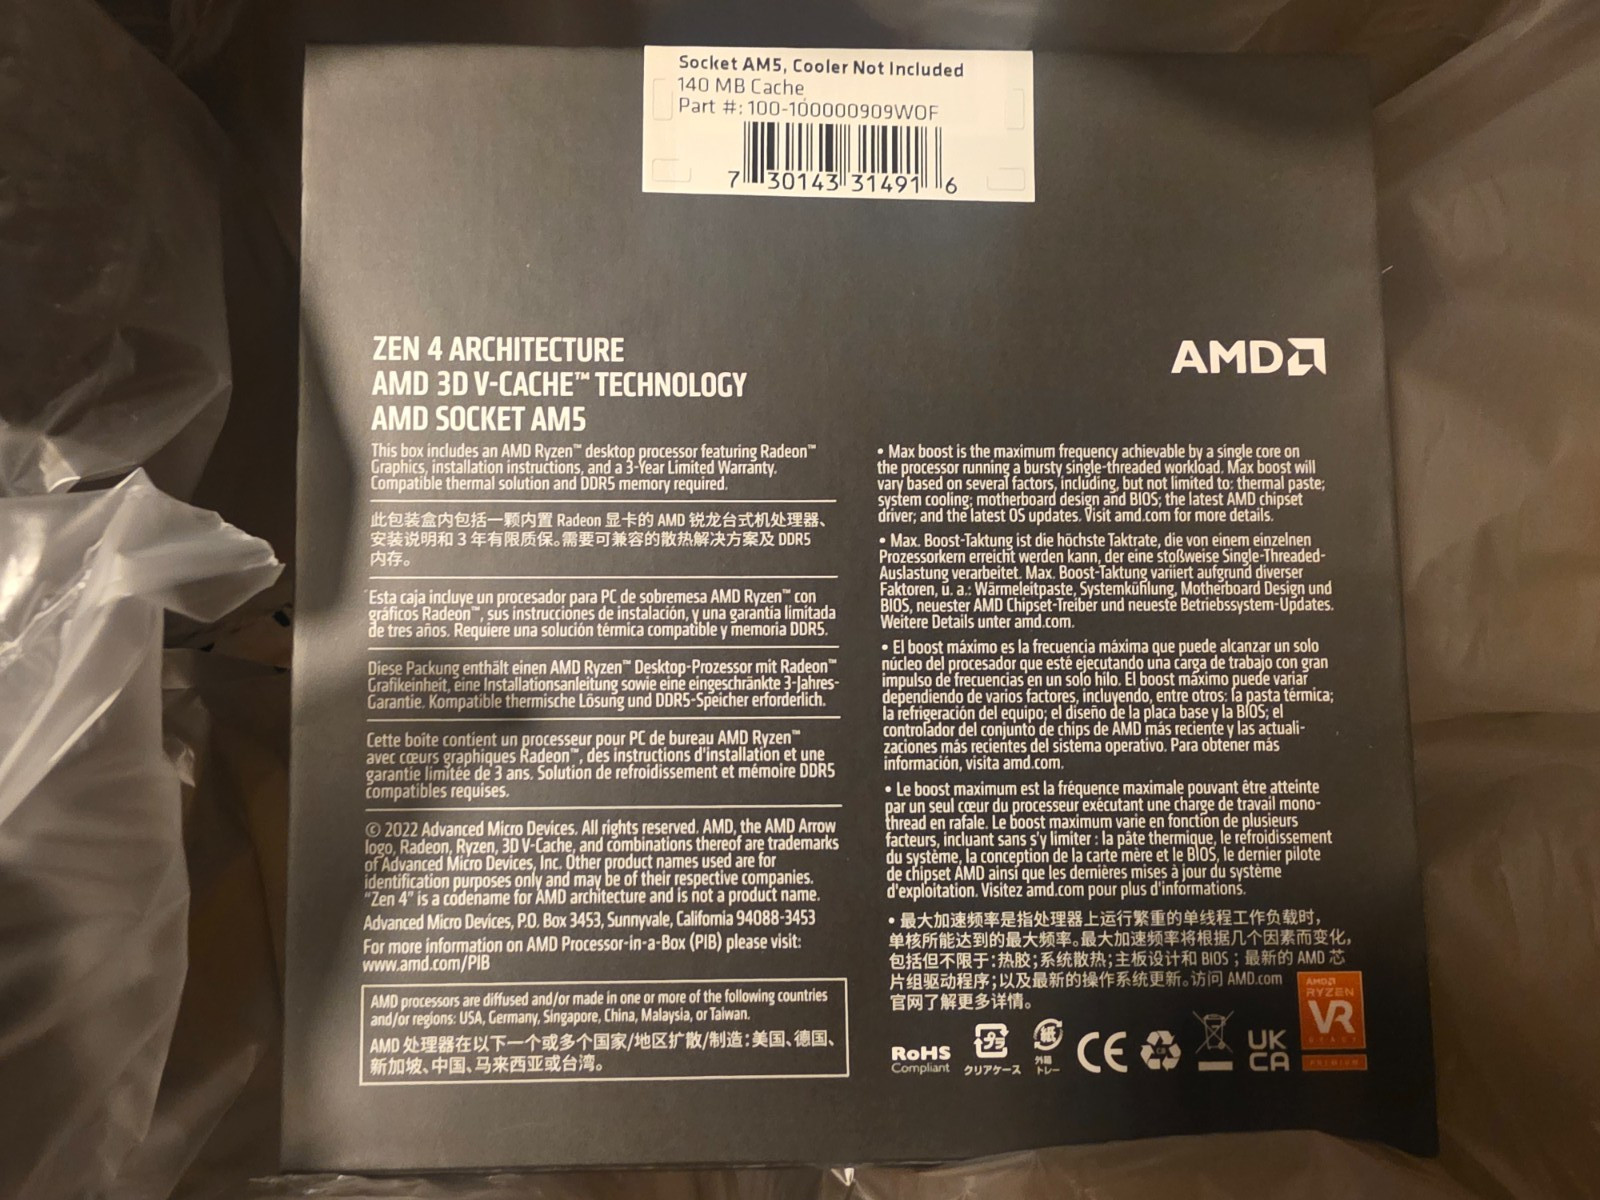 Socket AM5, Cooler Not Included
140 MB Cache
Part #: 100-100000909WOF
7 30143 31491 6
ZEN 4 ARCHITECTURE
AMD 3D V-CACHE™ TECHNOLOGY
AMD SOCKET AM5
This box includes an AMD Ryzen™ desktop processor featuring Radeon™
Graphics, installation instructions, and a 3-Year Limited Warranty.
Compatible thermal solution and DDR5 memory required.
此包装盒内包括一颗内置 Radeon 显卡的 AMD 锐龙台式机处理器、
安装说明和 3 年有限质保。需要可兼容的散热解决方案及 DDR5
内存。
Esta caja incluye un procesador para PC de sobremesa AMD Ryzen™ con
gráficos Radeon™, sus instrucciones de instalación, y una garantía limitada
de tres años. Requiere una solución térmica compatible y memoria DDR5.
Diese Packung enthält einen AMD Ryzen™ Desktop-Prozessor mit Radeon™
Grafikeinheit, eine Installationsanleitung sowie eine eingeschränkte 3-Jahres-
Garantie. Kompatible thermische Lösung und DDR5-Speicher erforderlich.
Cette boîte contient un processeur pour PC de bureau AMD Ryzen™
avec cœurs graphiques Radeon™, des instructions d'installation et une
garantie limitée de 3 ans. Solution de refroidissement et mémoire DDR5
compatibles requises.
© 2022 Advanced Micro Devices. All rights reserved. AMD, the AMD Arrow
logo, Radeon, Ryzen, 3D V-Cache, and combinations thereof are trademarks
of Advanced Micro Devices, Inc. Other product names used are for
identification purposes only and may be of their respective companies.
"Zen 4" is a codename for AMD architecture and is not a product name.
Advanced Micro Devices, P.O. Box 3453, Sunnyvale, California 94088-3453
For more information on AMD Processor-in-a-Box (PIB) please visit:
www.amd.com/PIB
AMD processors are diffused and/or made in one or more of the following countries
and/or regions: USA, Germany, Singapore, China, Malaysia, or Taiwan.
AMD 处理器在以下一个或多个国家/地区扩散/制造：美国、德国、
新加坡、中国、马来西亚或台湾。
AMD
• Max boost is the maximum frequency achievable by a single core on
the processor running a bursty single-threaded workload. Max boost will
vary based on several factors, including, but not limited to: thermal paste;
system cooling; motherboard design and BIOS; the latest AMD chipset
driver; and the latest OS updates. Visit amd.com for more details.
• Max. Boost-Taktung ist die höchste Taktrate, die von einem einzelnen
Prozessorkern erreicht werden kann, der eine stoßweise Single-Threaded-
Auslastung verarbeitet. Max. Boost-Taktung variiert aufgrund diverser
Faktoren, u. a.: Wärmeleitpaste, Systemkühlung, Motherboard Design und
BIOS, neuester AMD Chipset-Treiber und neueste Betriebssystem-Updates.
Weitere Details unter amd.com.
• El boost máximo es la frecuencia máxima que puede alcanzar un solo
núcleo del procesador que esté ejecutando una carga de trabajo con gran
impulso de frecuencias en un solo hilo. El boost máximo puede variar
dependiendo de varios factores, incluyendo, entre otros: la pasta térmica;
la refrigeración del equipo; el diseño de la placa base y la BIOS; el
controlador del conjunto de chips de AMD más reciente y las actuali-
zaciones más recientes del sistema operativo. Para obtener más
información, visita amd.com.
• Le boost maximum est la fréquence maximale pouvant être atteinte
par un seul cœur du processeur exécutant une charge de travail mono-
thread en rafale. Le boost maximum varie en fonction de plusieurs
facteurs, incluant sans s'y limiter : la pâte thermique, le refroidissement
du système, la conception de la carte mère et le BIOS, le dernier pilote
de chipset AMD ainsi que les dernières mises à jour du système
d'exploitation. Visitez amd.com pour plus d'informations.
• 最大加速频率是指处理器上运行繁重的单线程工作负载时，
单核所能达到的最大频率。最大加速频率将根据几个因素而变化，
包括但不限于：热胶；系统散热；主板设计和 BIOS；最新的 AMD 芯
片组驱动程序；以及最新的操作系统更新。访问 AMD.com
官网了解更多详情。
AMD
RYZEN
VR
READY
PREMIUM
RoHS
Compliant
プラ
クリアケース
紙
外箱
トレー
CE
UK
CA